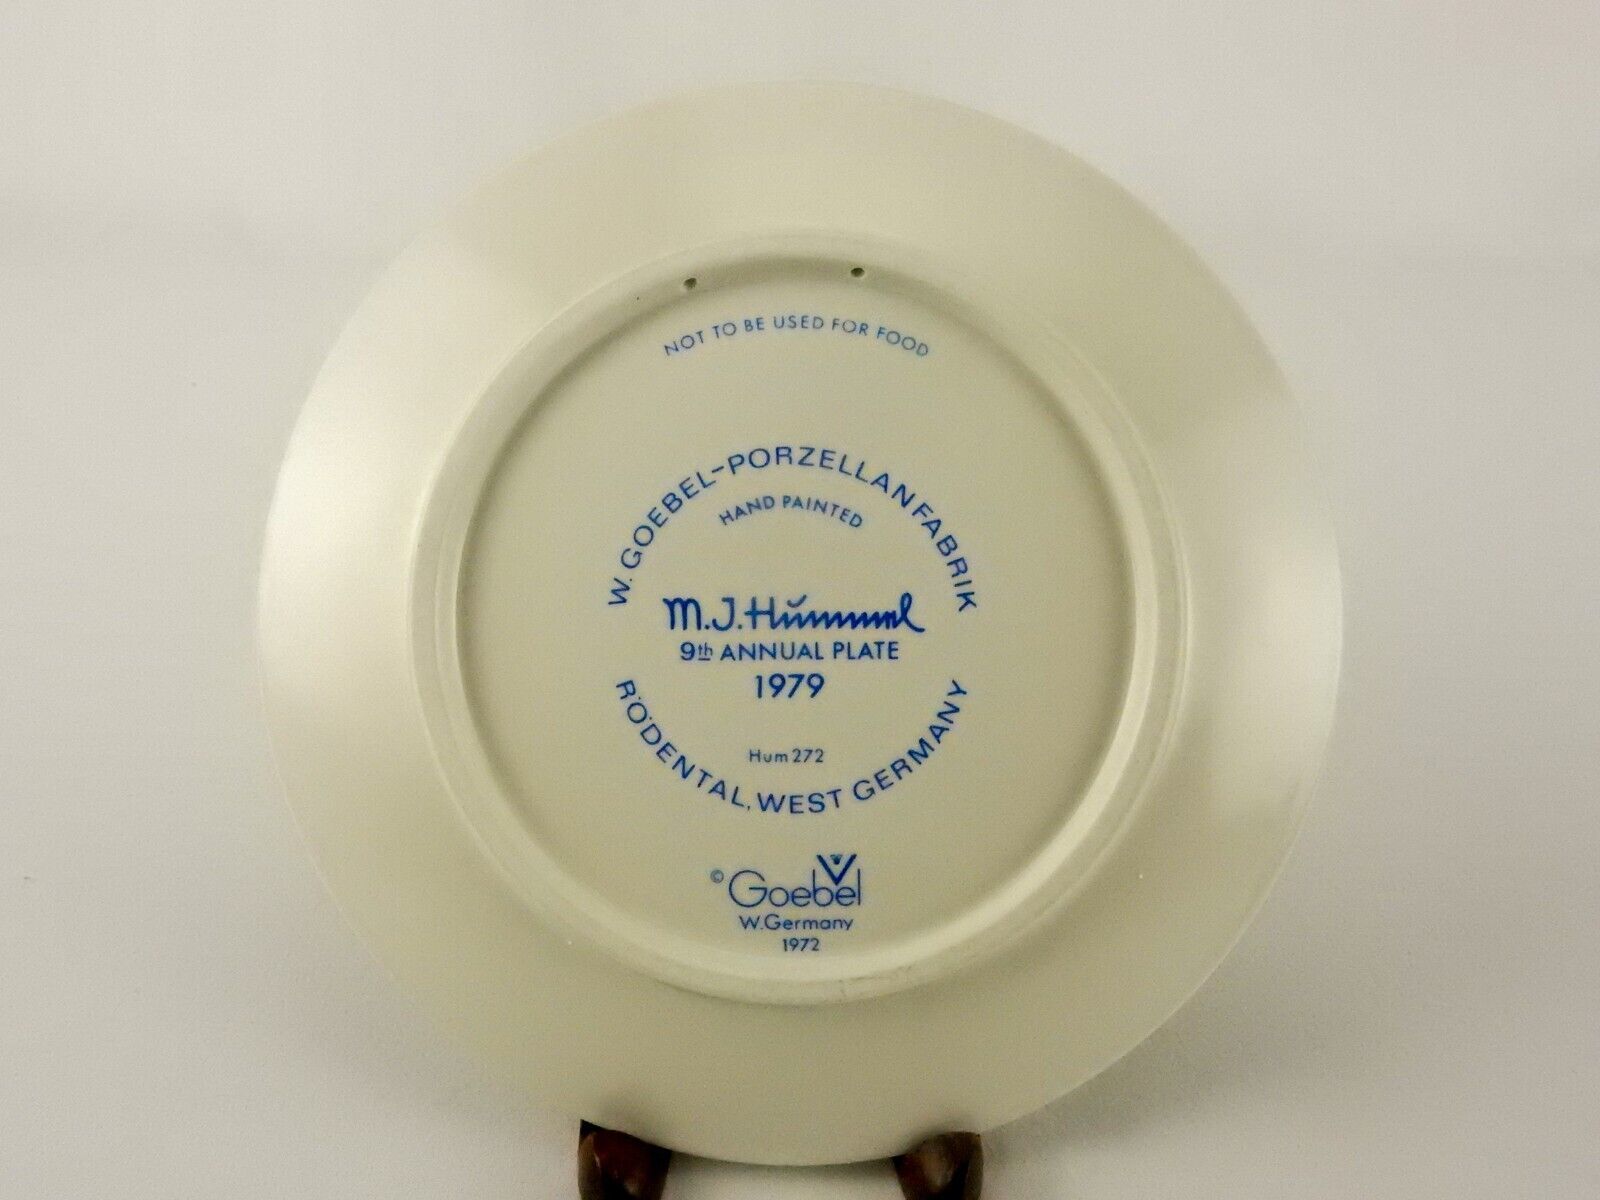 NOT TO BE USED FOR FOOD
W. GOEBEL-PORZELLANFABRIK
HAND PAINTED
M.J.Hummel
9th ANNUAL PLATE
1979
Hum 272
RÖDENTAL, WEST GERMANY
© Goebel
W.Germany
1972